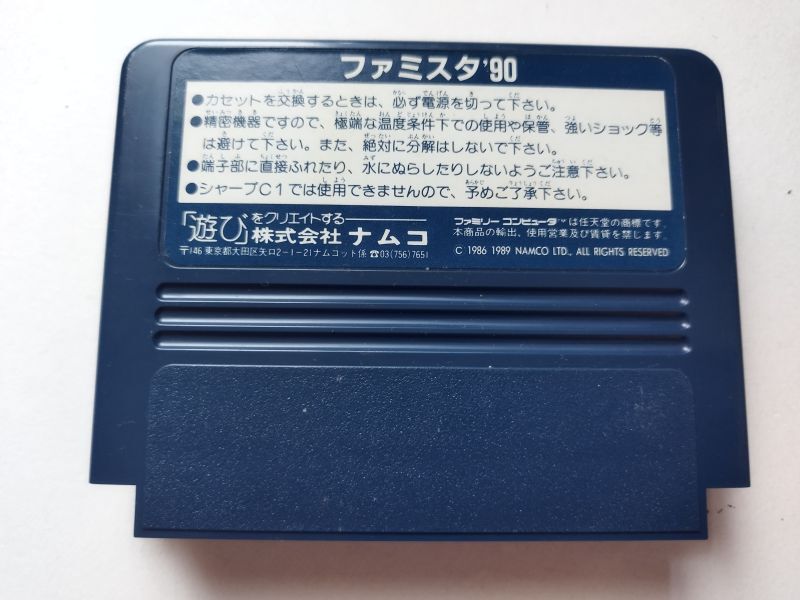 ファミスタ'90
●カセットを交換するときは、必ず電源を切って下さい。
●精密機器ですので、極端な温度条件下での使用や保管、強いショック等
は避けて下さい。また、絶対に分解はしないで下さい。
●端子部に直接ふれたり、水にぬらしたりしないようご注意下さい。
●シャープC1では使用できませんので、予めご了承下さい。
「遊び」をクリエイトする
株式会社 ナムコ
〒146 東京都大田区矢口2-1-21ナムコット係 ☎03(756)7651
ファミリーコンピュータ™は任天堂の商標です。
本商品の輸出、使用営業及び賃貸を禁じます。
© 1986 1989 NAMCO LTD., ALL RIGHTS RESERVED